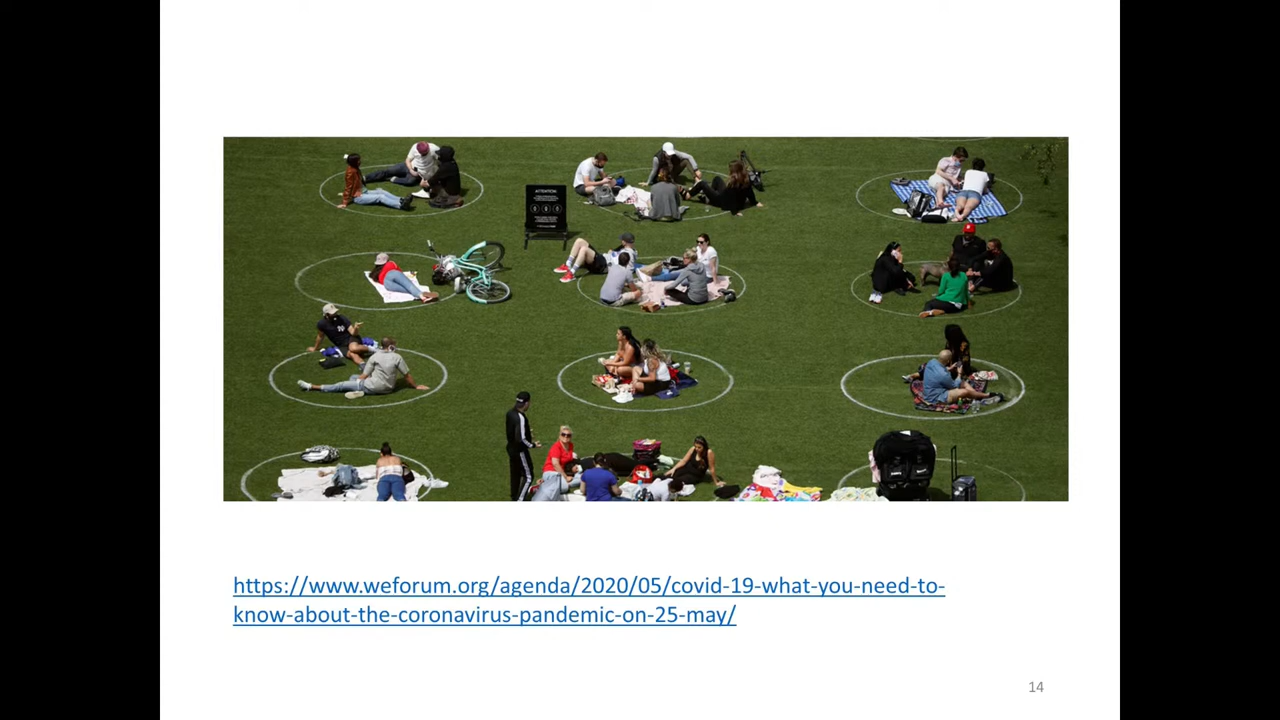 ATTENTION
https://www.weforum.org/agenda/2020/05/covid-19-what-you-need-to-
know-about-the-coronavirus-pandemic-on-25-may/
14